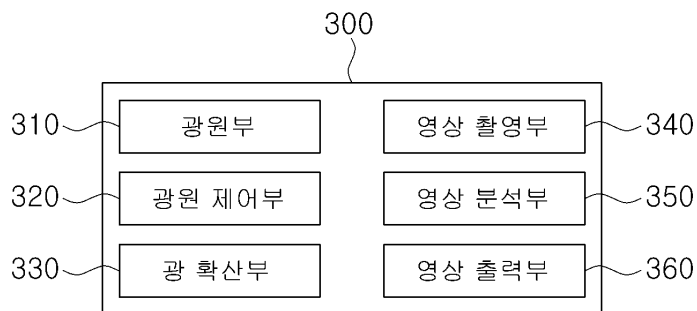 300
310 광원부 영상 촬영부 340
320 광원 제어부 영상 분석부 350
330 광 확산부 영상 출력부 360